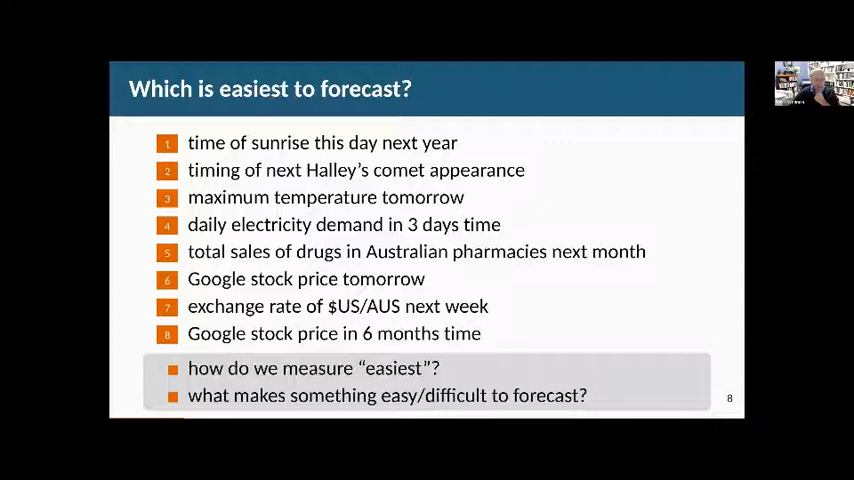 Which is easiest to forecast?
1 time of sunrise this day next year
2 timing of next Halley's comet appearance
3 maximum temperature tomorrow
4 daily electricity demand in 3 days time
5 total sales of drugs in Australian pharmacies next month
6 Google stock price tomorrow
7 exchange rate of $US/AUS next week
8 Google stock price in 6 months time
how do we measure “easiest”?
what makes something easy/difficult to forecast?
8